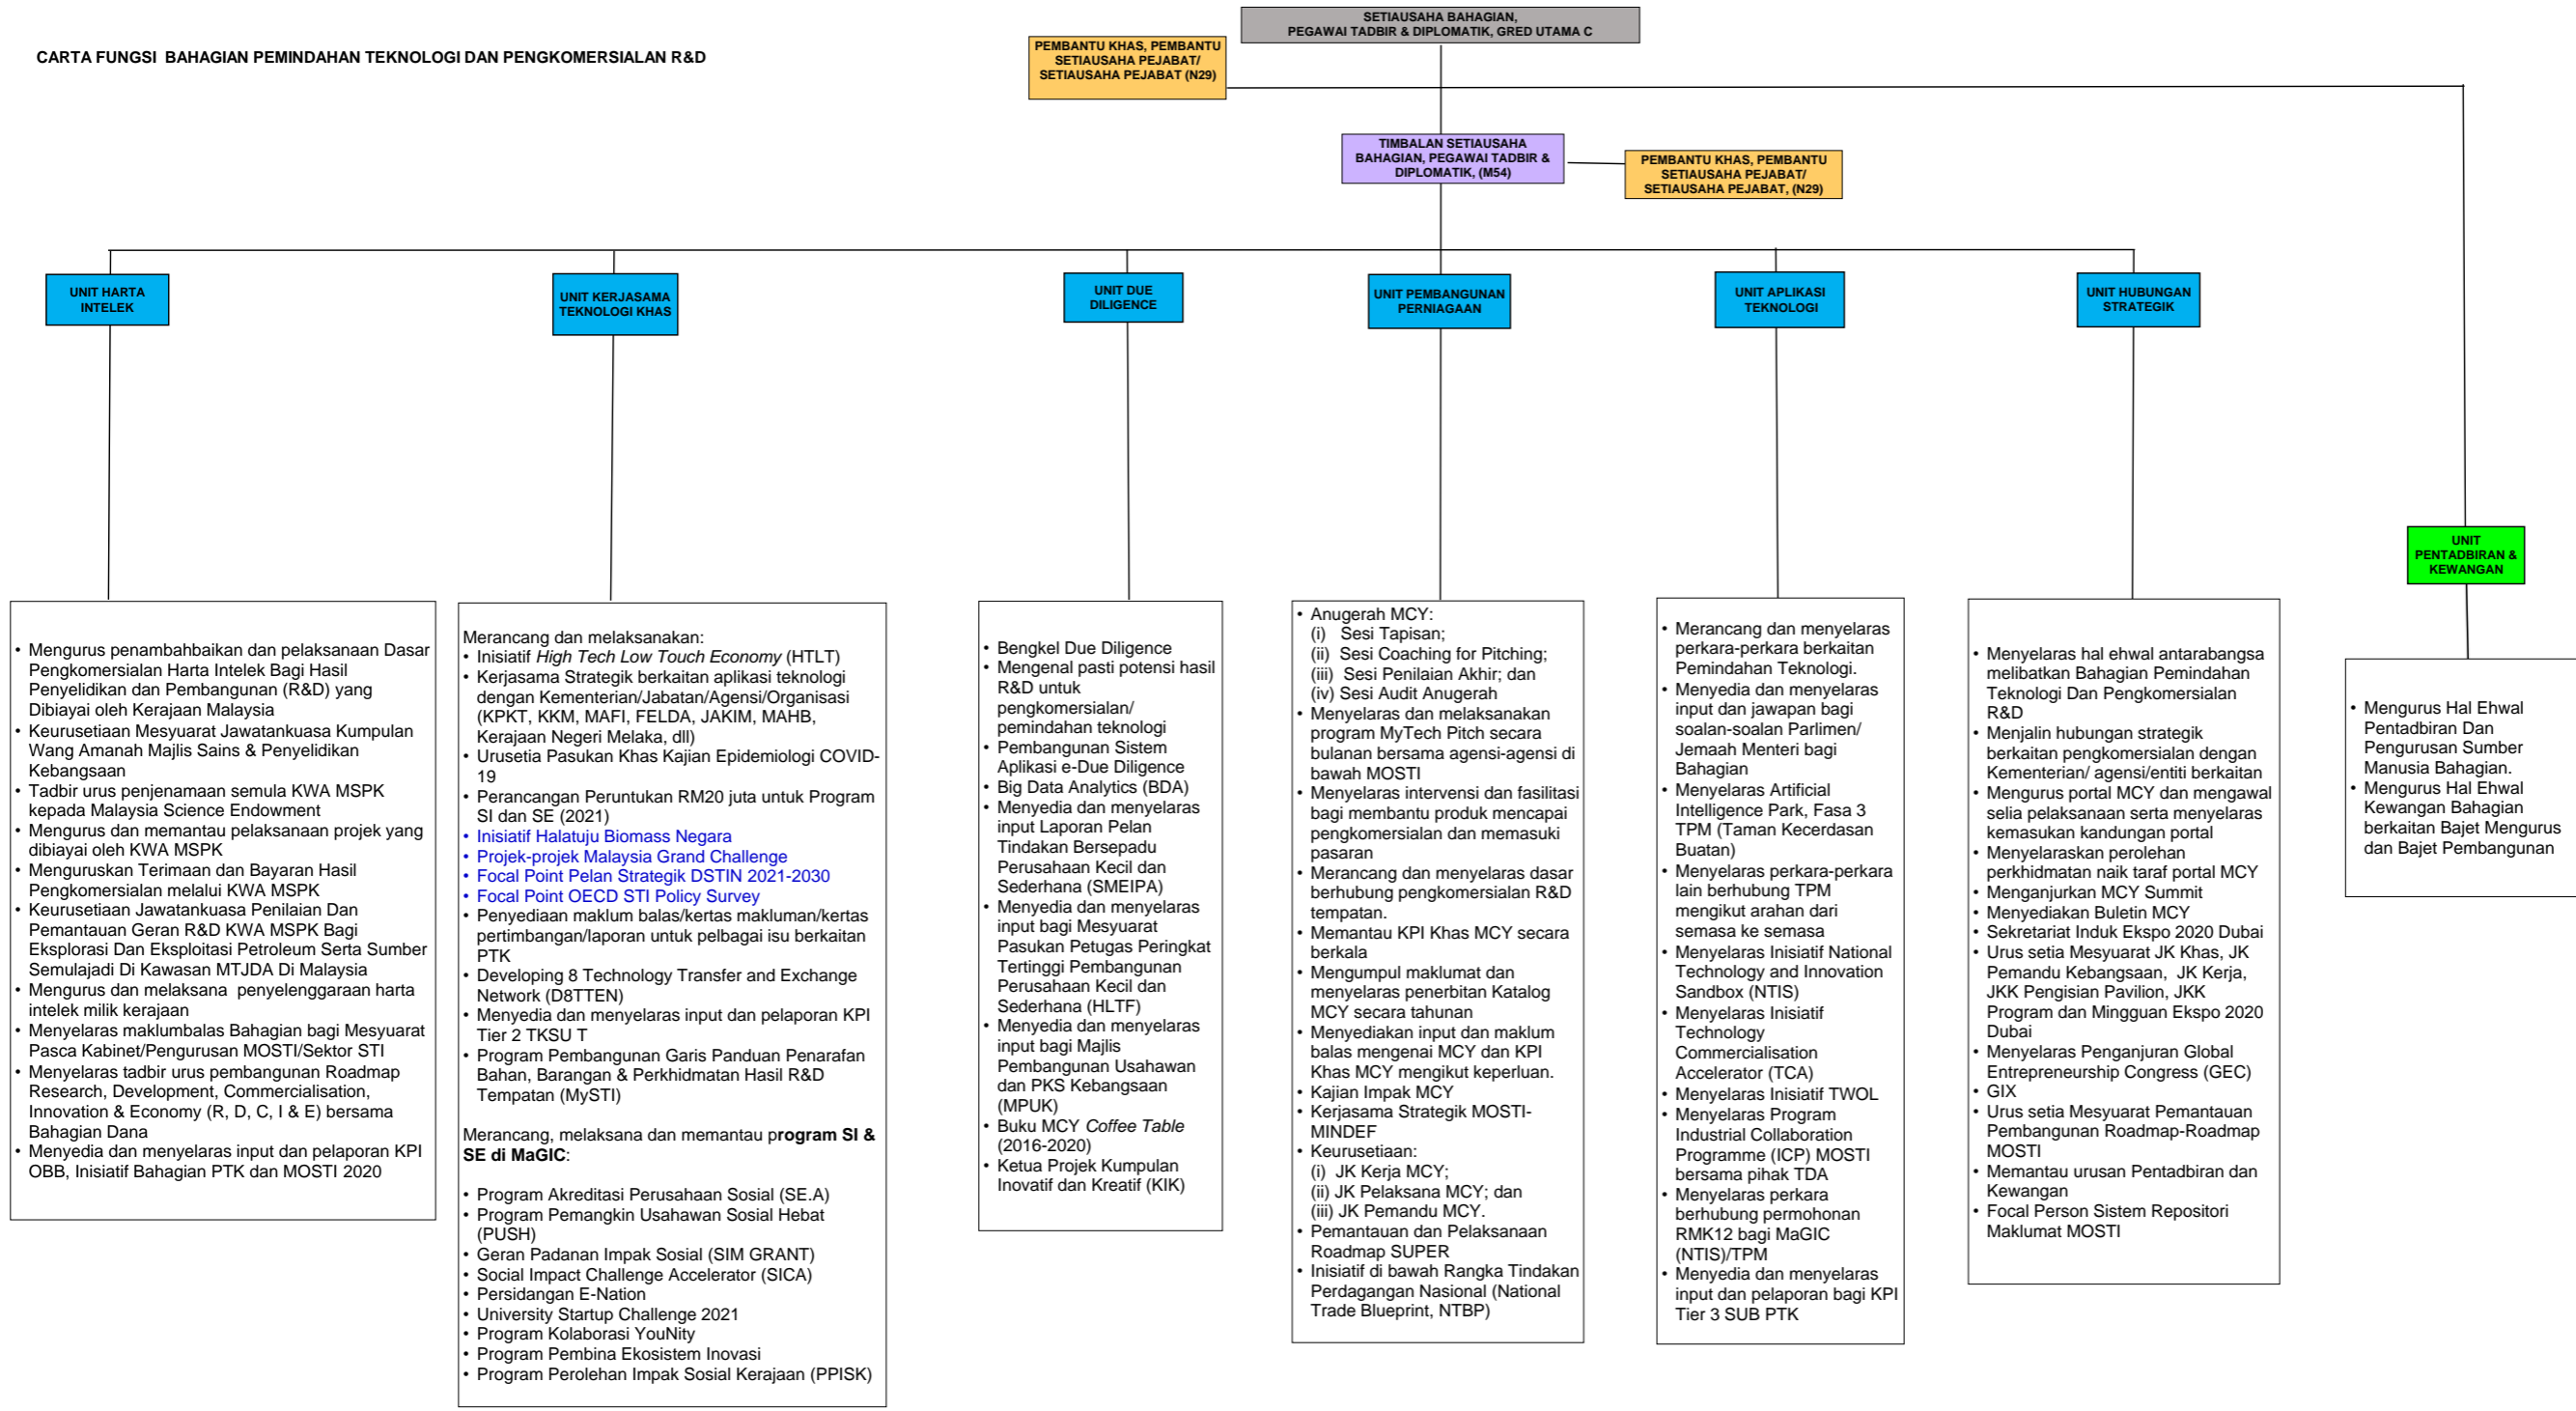 CARTA FUNGSI  BAHAGIAN PEMINDAHAN TEKNOLOGI DAN PENGKOMERSIALAN R&D
SETIAUSAHA BAHAGIAN,
PEGAWAI TADBIR & DIPLOMATIK, GRED UTAMA C
PEMBANTU KHAS, PEMBANTU
SETIAUSAHA PEJABAT/
SETIAUSAHA PEJABAT (N29)
TIMBALAN SETIAUSAHA
BAHAGIAN, PEGAWAI TADBIR &
DIPLOMATIK, (M54)
PEMBANTU KHAS, PEMBANTU
SETIAUSAHA PEJABAT/
SETIAUSAHA PEJABAT, (N29)
UNIT HARTA
INTELEK
UNIT KERJASAMA
TEKNOLOGI KHAS
UNIT DUE
DILIGENCE
UNIT PEMBANGUNAN
PERNIAGAAN
UNIT APLIKASI
TEKNOLOGI
UNIT HUBUNGAN
STRATEGIK
UNIT
PENTADBIRAN &
KEWANGAN
• Mengurus penambahbaikan dan pelaksanaan Dasar
Pengkomersialan Harta Intelek Bagi Hasil
Penyelidikan dan Pembangunan (R&D) yang
Dibiayai oleh Kerajaan Malaysia
• Keurusetiaan Mesyuarat Jawatankuasa Kumpulan
Wang Amanah Majlis Sains & Penyelidikan
Kebangsaan
• Tadbir urus penjenamaan semula KWA MSPK
kepada Malaysia Science Endowment
• Mengurus dan memantau pelaksanaan projek yang
dibiayai oleh KWA MSPK
• Menguruskan Terimaan dan Bayaran Hasil
Pengkomersialan melalui KWA MSPK
• Keurusetiaan Jawatankuasa Penilaian Dan
Pemantauan Geran R&D KWA MSPK Bagi
Eksplorasi Dan Eksploitasi Petroleum Serta Sumber
Semulajadi Di Kawasan MTJDA Di Malaysia
• Mengurus dan melaksana  penyelenggaraan harta
intelek milik kerajaan
• Menyelaras maklumbalas Bahagian bagi Mesyuarat
Pasca Kabinet/Pengurusan MOSTI/Sektor STI
• Menyelaras tadbir urus pembangunan Roadmap
Research, Development, Commercialisation,
Innovation & Economy (R, D, C, I & E) bersama
Bahagian Dana
• Menyedia dan menyelaras input dan pelaporan KPI
OBB, Inisiatif Bahagian PTK dan MOSTI 2020
Merancang dan melaksanakan:
• Inisiatif High Tech Low Touch Economy (HTLT)
• Kerjasama Strategik berkaitan aplikasi teknologi
dengan Kementerian/Jabatan/Agensi/Organisasi
(KPKT, KKM, MAFI, FELDA, JAKIM, MAHB,
Kerajaan Negeri Melaka, dll)
• Urusetia Pasukan Khas Kajian Epidemiologi COVID-
19
• Perancangan Peruntukan RM20 juta untuk Program
SI dan SE (2021)
• Inisiatif Halatuju Biomass Negara
• Projek-projek Malaysia Grand Challenge
• Focal Point Pelan Strategik DSTIN 2021-2030
• Focal Point OECD STI Policy Survey
• Penyediaan maklum balas/kertas makluman/kertas
pertimbangan/laporan untuk pelbagai isu berkaitan
PTK
• Developing 8 Technology Transfer and Exchange
Network (D8TTEN)
• Menyedia dan menyelaras input dan pelaporan KPI
Tier 2 TKSU T
• Program Pembangunan Garis Panduan Penarafan
Bahan, Barangan & Perkhidmatan Hasil R&D
Tempatan (MySTI)
Merancang, melaksana dan memantau program SI &
SE di MaGIC:
• Program Akreditasi Perusahaan Sosial (SE.A)
• Program Pemangkin Usahawan Sosial Hebat
(PUSH)
• Geran Padanan Impak Sosial (SIM GRANT)
• Social Impact Challenge Accelerator (SICA)
• Persidangan E-Nation
• University Startup Challenge 2021
• Program Kolaborasi YouNity
• Program Pembina Ekosistem Inovasi
• Program Perolehan Impak Sosial Kerajaan (PPISK)
• Bengkel Due Diligence
• Mengenal pasti potensi hasil
R&D untuk
pengkomersialan/
pemindahan teknologi
• Pembangunan Sistem
Aplikasi e-Due Diligence
• Big Data Analytics (BDA)
• Menyedia dan menyelaras
input Laporan Pelan
Tindakan Bersepadu
Perusahaan Kecil dan
Sederhana (SMEIPA)
• Menyedia dan menyelaras
input bagi Mesyuarat
Pasukan Petugas Peringkat
Tertinggi Pembangunan
Perusahaan Kecil dan
Sederhana (HLTF)
• Menyedia dan menyelaras
input bagi Majlis
Pembangunan Usahawan
dan PKS Kebangsaan
(MPUK)
• Buku MCY Coffee Table
(2016-2020)
• Ketua Projek Kumpulan
Inovatif dan Kreatif (KIK)
• Anugerah MCY:
(i)   Sesi Tapisan;
(ii)  Sesi Coaching for Pitching;
(iii)  Sesi Penilaian Akhir; dan
(iv) Sesi Audit Anugerah
• Menyelaras dan melaksanakan
program MyTech Pitch secara
bulanan bersama agensi-agensi di
bawah MOSTI
• Menyelaras intervensi dan fasilitasi
bagi membantu produk mencapai
pengkomersialan dan memasuki
pasaran
• Merancang dan menyelaras dasar
berhubung pengkomersialan R&D
tempatan.
• Memantau KPI Khas MCY secara
berkala
• Mengumpul maklumat dan
menyelaras penerbitan Katalog
MCY secara tahunan
• Menyediakan input dan maklum
balas mengenai MCY dan KPI
Khas MCY mengikut keperluan.
• Kajian Impak MCY
• Kerjasama Strategik MOSTI-
MINDEF
• Keurusetiaan:
(i)  JK Kerja MCY;
(ii) JK Pelaksana MCY; dan
(iii) JK Pemandu MCY.
• Pemantauan dan Pelaksanaan
Roadmap SUPER
• Inisiatif di bawah Rangka Tindakan
Perdagangan Nasional (National
Trade Blueprint, NTBP)
• Merancang dan menyelaras
perkara-perkara berkaitan
Pemindahan Teknologi.
• Menyedia dan menyelaras
input dan jawapan bagi
soalan-soalan Parlimen/
Jemaah Menteri bagi
Bahagian
• Menyelaras Artificial
Intelligence Park, Fasa 3
TPM (Taman Kecerdasan
Buatan)
• Menyelaras perkara-perkara
lain berhubung TPM
mengikut arahan dari
semasa ke semasa
• Menyelaras Inisiatif National
Technology and Innovation
Sandbox (NTIS)
• Menyelaras Inisiatif
Technology
Commercialisation
Accelerator (TCA)
• Menyelaras Inisiatif TWOL
• Menyelaras Program
Industrial Collaboration
Programme (ICP) MOSTI
bersama pihak TDA
• Menyelaras perkara
berhubung permohonan
RMK12 bagi MaGIC
(NTIS)/TPM
• Menyedia dan menyelaras
input dan pelaporan bagi KPI
Tier 3 SUB PTK
• Menyelaras hal ehwal antarabangsa
melibatkan Bahagian Pemindahan
Teknologi Dan Pengkomersialan
R&D
• Menjalin hubungan strategik
berkaitan pengkomersialan dengan
Kementerian/ agensi/entiti berkaitan
• Mengurus portal MCY dan mengawal
selia pelaksanaan serta menyelaras
kemasukan kandungan portal
• Menyelaraskan perolehan
perkhidmatan naik taraf portal MCY
• Menganjurkan MCY Summit
• Menyediakan Buletin MCY
• Sekretariat Induk Ekspo 2020 Dubai
• Urus setia Mesyuarat JK Khas, JK
Pemandu Kebangsaan,  JK Kerja,
JKK Pengisian Pavilion, JKK
Program dan Mingguan Ekspo 2020
Dubai
• Menyelaras Penganjuran Global
Entrepreneurship Congress (GEC)
• GIX
• Urus setia Mesyuarat Pemantauan
Pembangunan Roadmap-Roadmap
MOSTI
• Memantau urusan Pentadbiran dan
Kewangan
• Focal Person Sistem Repositori
Maklumat MOSTI
• Mengurus Hal Ehwal
Pentadbiran Dan
Pengurusan Sumber
Manusia Bahagian.
• Mengurus Hal Ehwal
Kewangan Bahagian
berkaitan Bajet Mengurus
dan Bajet Pembangunan